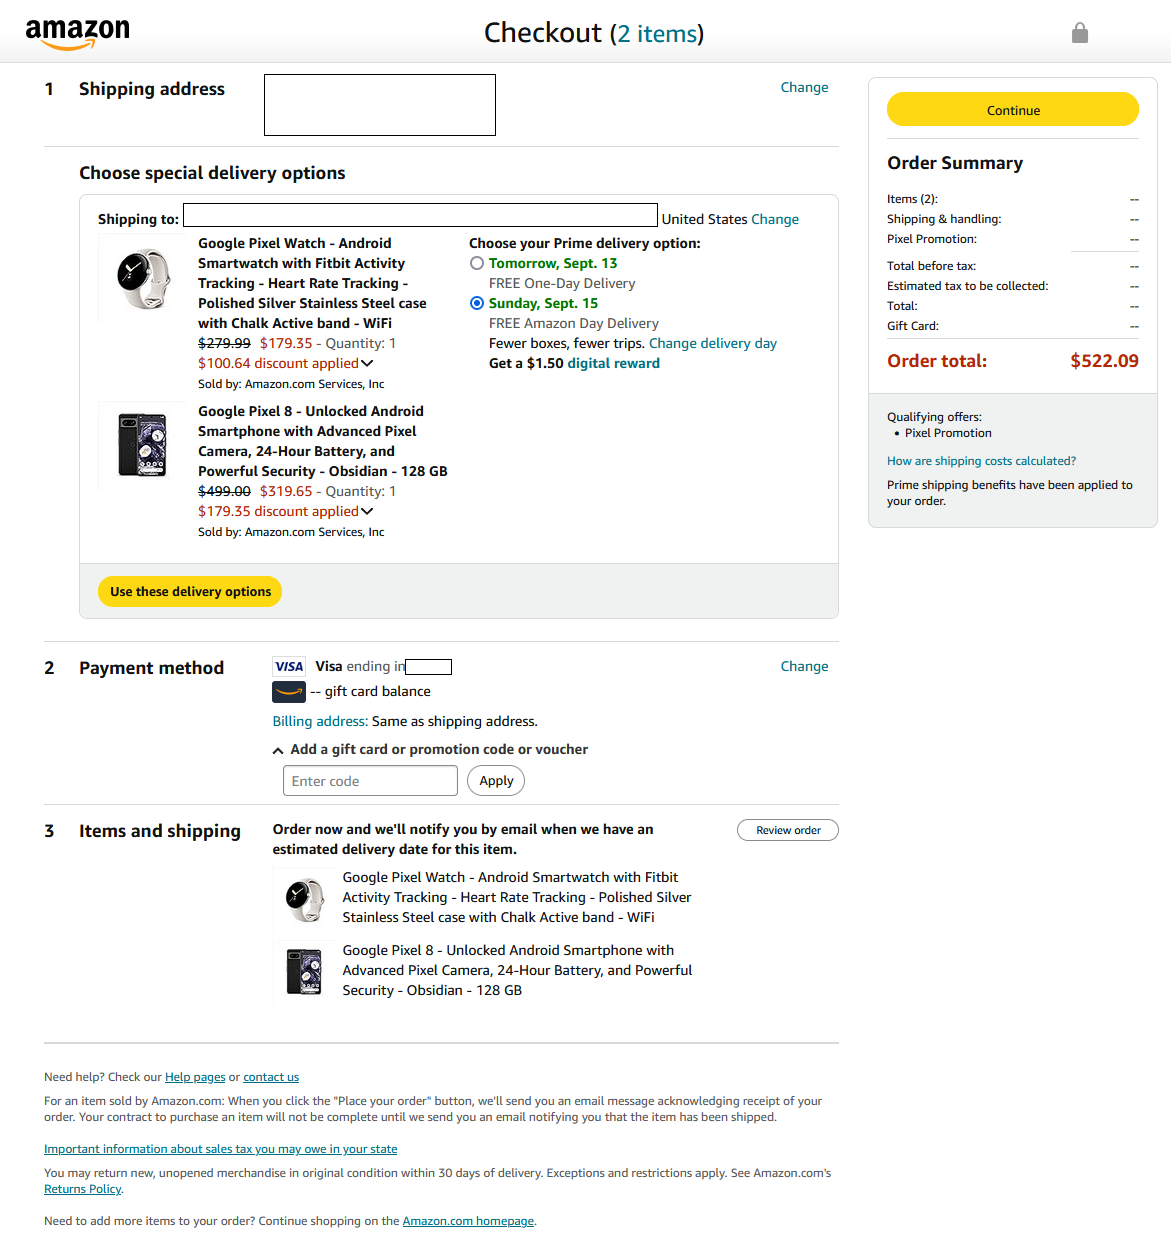 amazon
Checkout (2 items)
1 Shipping address
Change
Choose special delivery options
Shipping to: United States Change
Google Pixel Watch - Android
Smartwatch with Fitbit Activity
Tracking - Heart Rate Tracking -
Polished Silver Stainless Steel case
with Chalk Active band - WiFi
$279.99 $179.35 - Quantity: 1
$100.64 discount applied
Sold by: Amazon.com Services, Inc
Choose your Prime delivery option:
Tomorrow, Sept. 13
FREE One-Day Delivery
Sunday, Sept. 15
FREE Amazon Day Delivery
Fewer boxes, fewer trips. Change delivery day
Get a $1.50 digital reward
Google Pixel 8 - Unlocked Android
Smartphone with Advanced Pixel
Camera, 24-Hour Battery, and
Powerful Security - Obsidian - 128 GB
$499.00 $319.65 - Quantity: 1
$179.35 discount applied
Sold by: Amazon.com Services, Inc
Use these delivery options
2 Payment method
VISA Visa ending in
Change
-- gift card balance
Billing address: Same as shipping address.
Add a gift card or promotion code or voucher
Enter code
Apply
3 Items and shipping
Order now and we'll notify you by email when we have an
estimated delivery date for this item.
Review order
Google Pixel Watch - Android Smartwatch with Fitbit
Activity Tracking - Heart Rate Tracking - Polished Silver
Stainless Steel case with Chalk Active band - WiFi
Google Pixel 8 - Unlocked Android Smartphone with
Advanced Pixel Camera, 24-Hour Battery, and Powerful
Security - Obsidian - 128 GB
Need help? Check our Help pages or contact us
For an item sold by Amazon.com: When you click the "Place your order" button, we'll send you an email message acknowledging receipt of your
order. Your contract to purchase an item will not be complete until we send you an email notifying you that the item has been shipped.
Important information about sales tax you may owe in your state
You may return new, unopened merchandise in original condition within 30 days of delivery. Exceptions and restrictions apply. See Amazon.com's
Returns Policy.
Need to add more items to your order? Continue shopping on the Amazon.com homepage.
Continue
Order Summary
Items (2): --
Shipping & handling: --
Pixel Promotion: --
Total before tax: --
Estimated tax to be collected: --
Total: --
Gift Card: --
Order total: $522.09
Qualifying offers:
• Pixel Promotion
How are shipping costs calculated?
Prime shipping benefits have been applied to
your order.